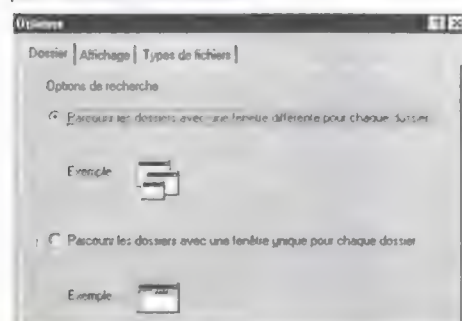 Options
Dossier Affichage Types de fichiers
Options de recherche
Parcourir les dossiers avec une fenêtre différente pour chaque dossier
Exemple
Parcourir les dossiers avec une fenêtre unique pour chaque dossier
Exemple